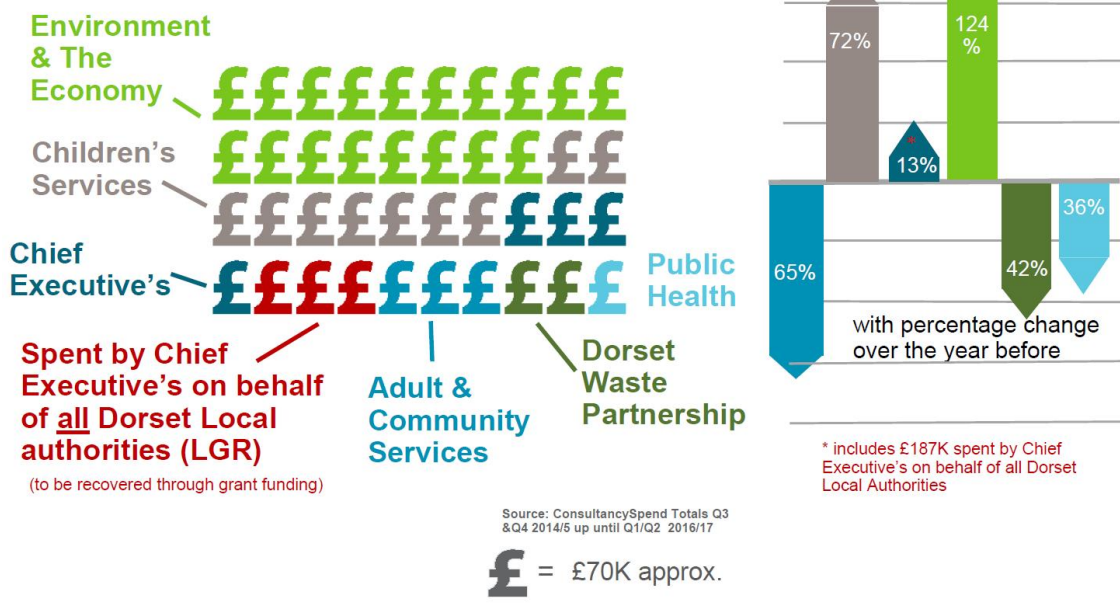 Environment
& The
Economy
Children's
Services
Chief
Executive's
££££££££££
££££££££££
££££££££££
££££££££££
Public
Health
Spent by Chief
Executive's on behalf
of all Dorset Local
authorities (LGR)
(to be recovered through grant funding)
Adult &
Community
Services
Dorset
Waste
Partnership
Source: ConsultancySpend Totals Q3
&Q4 2014/5 up until Q1/Q2 2016/17
£ = £70K approx.
72%
*
13%
124
%
65%
42%
36%
with percentage change
over the year before
* includes £187K spent by Chief
Executive's on behalf of all Dorset
Local Authorities